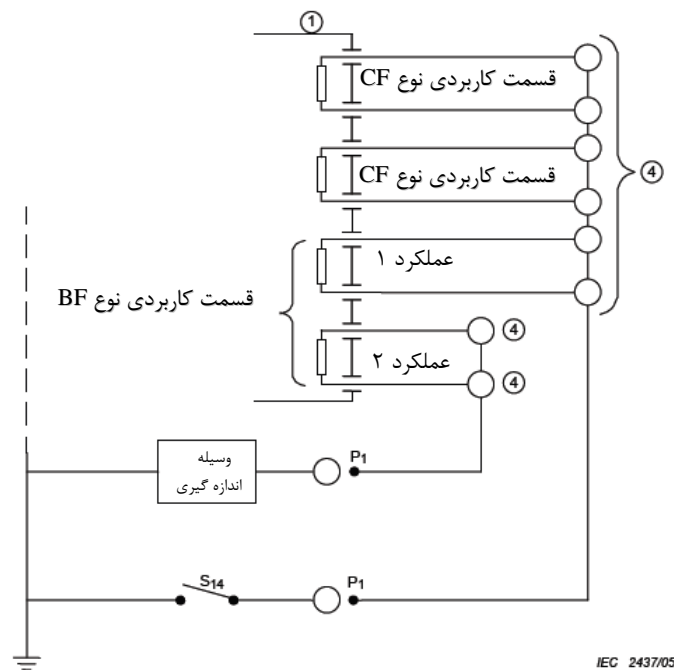 ①
قسمت کاربردی نوع CF
قسمت کاربردی نوع CF
④
عملکرد ۱
قسمت کاربردی نوع BF
④
عملکرد ۲
④
وسیله
اندازه گیری
P1
S14
P1
IEC 2437/05